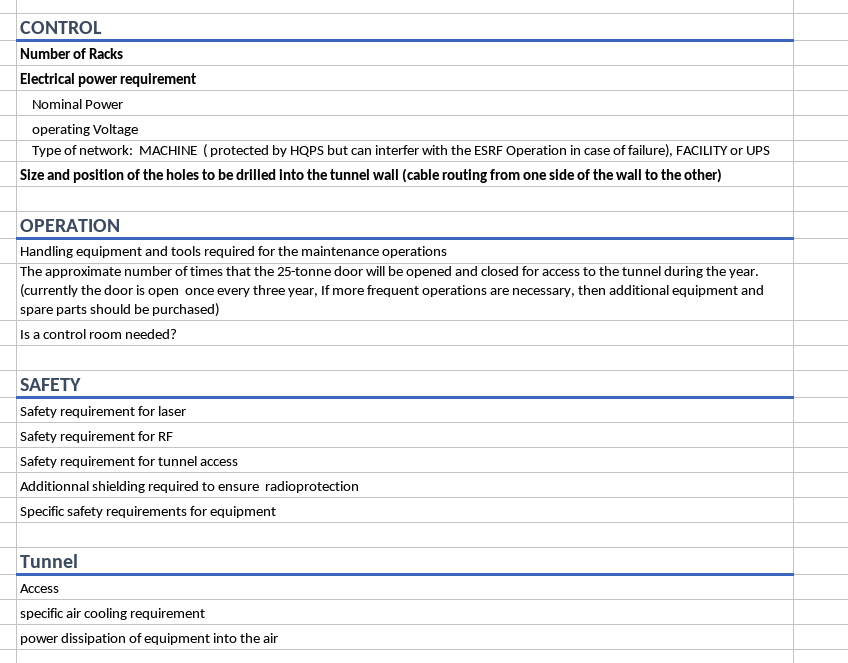 CONTROL
Number of Racks
Electrical power requirement
Nominal Power
operating Voltage
Type of network:  MACHINE  ( protected by HQPS but can interfer with the ESRF Operation in case of failure), FACILITY or UPS
Size and position of the holes to be drilled into the tunnel wall (cable routing from one side of the wall to the other)
OPERATION
Handling equipment and tools required for the maintenance operations
The approximate number of times that the 25-tonne door will be opened and closed for access to the tunnel during the year.
(currently the door is open  once every three year, If more frequent operations are necessary, then additional equipment and
spare parts should be purchased)
Is a control room needed?
SAFETY
Safety requirement for laser
Safety requirement for RF
Safety requirement for tunnel access
Additionnal shielding required to ensure  radioprotection
Specific safety requirements for equipment
Tunnel
Access
specific air cooling requirement
power dissipation of equipment into the air